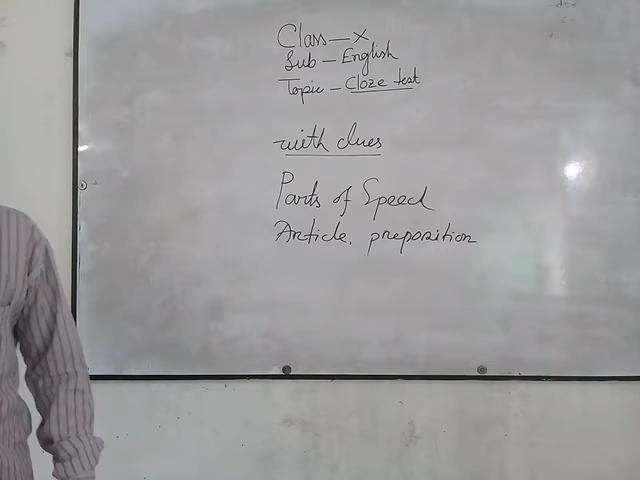 Class - X
Sub - English
Topic - Cloze test
with clues
Parts of Speech
Article, preposition